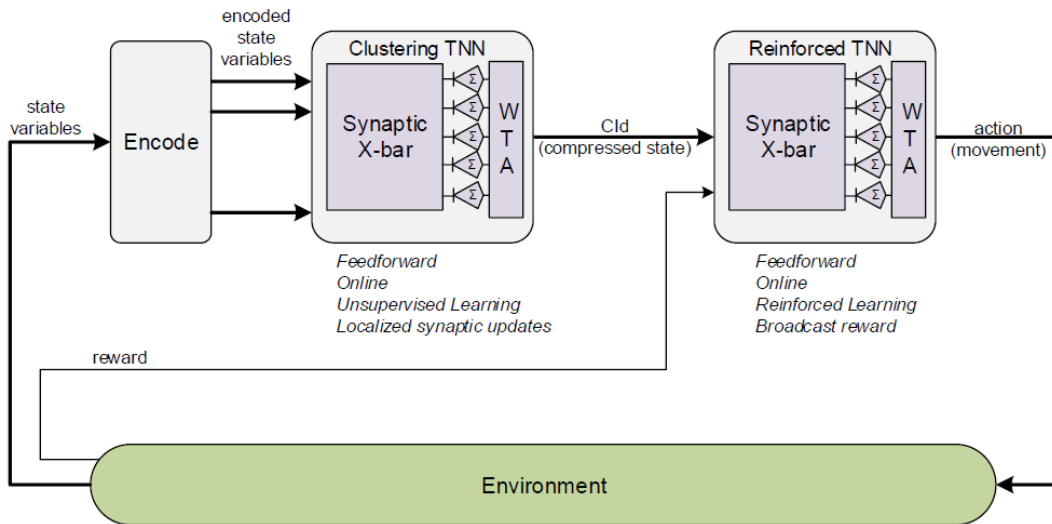 encoded
state
variables
state
variables
Encode
Clustering TNN
Synaptic
X-bar
Σ
Σ
Σ
Σ
Σ
W
T
A
CId
(compressed state)
Reinforced TNN
Synaptic
X-bar
Σ
Σ
Σ
Σ
Σ
W
T
A
action
(movement)
Feedforward
Online
Unsupervised Learning
Localized synaptic updates
Feedforward
Online
Reinforced Learning
Broadcast reward
reward
Environment